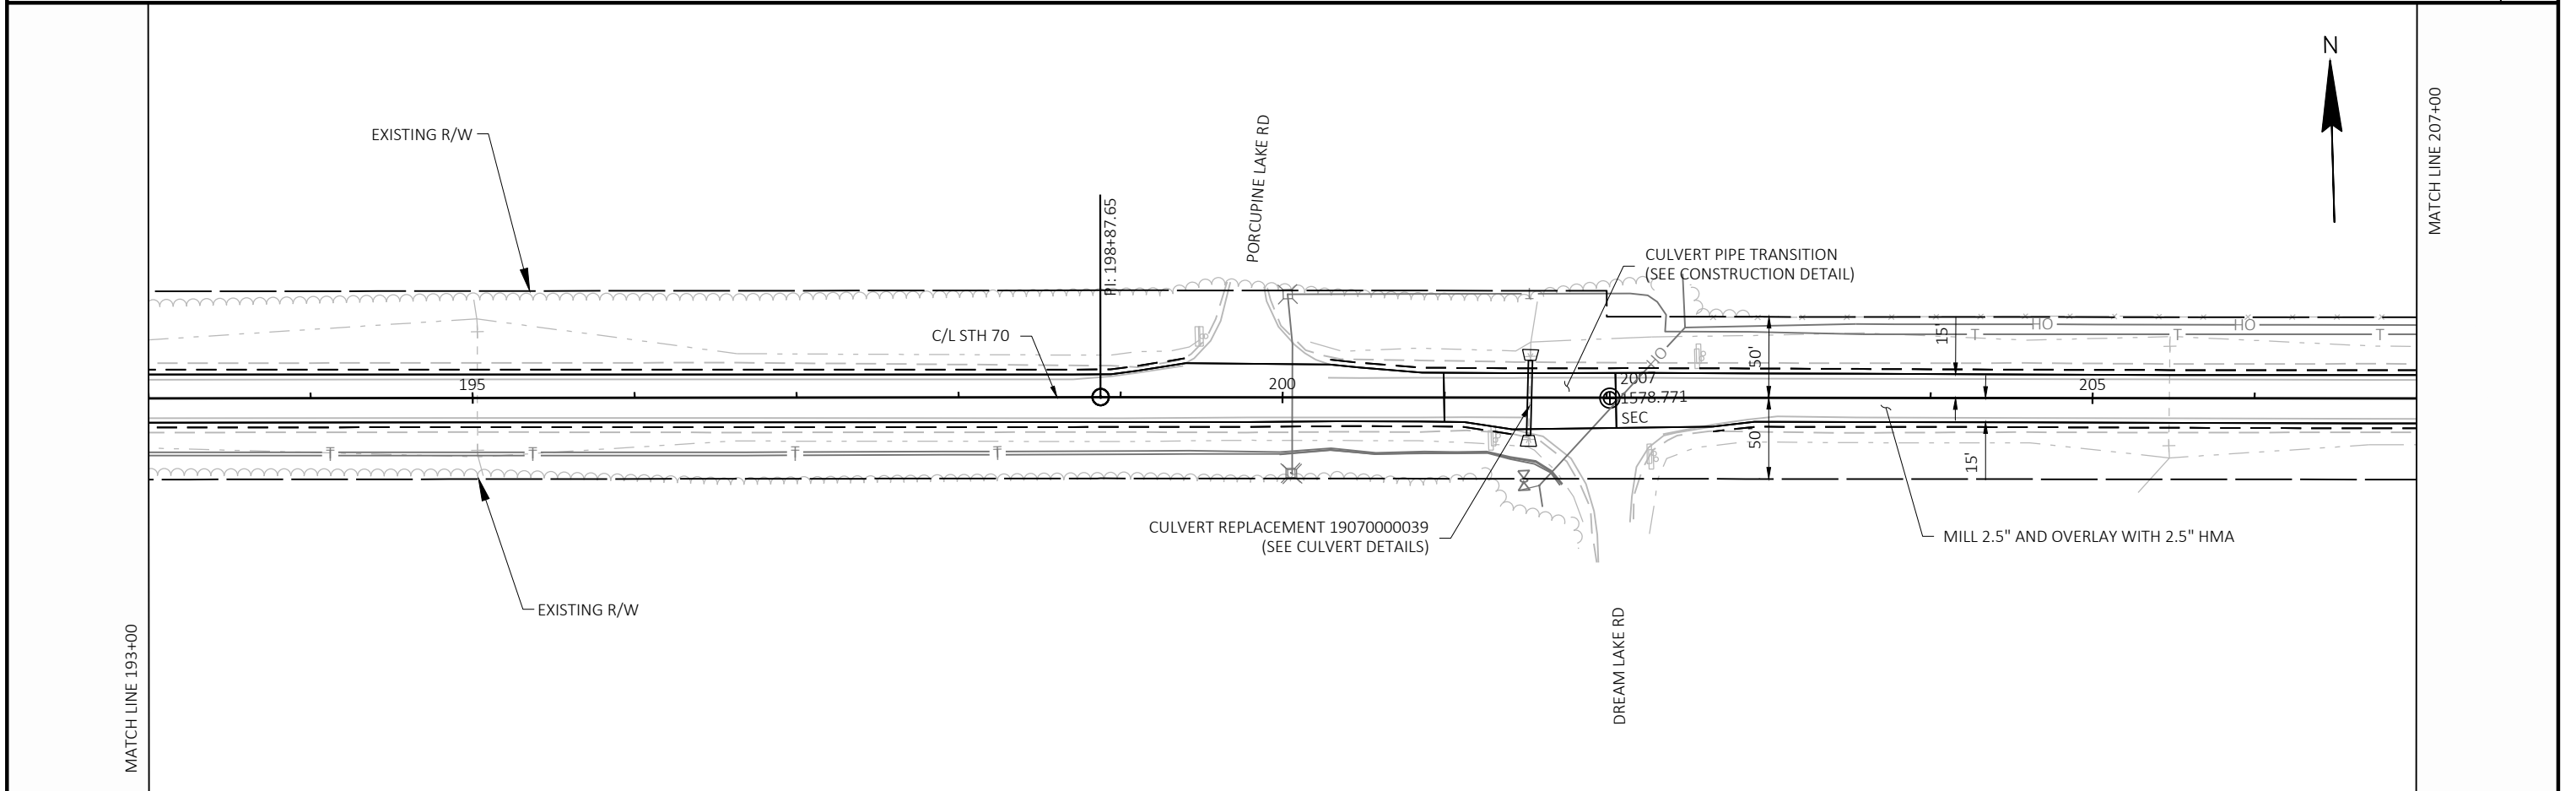 N
MATCH LINE 207+00
EXISTING R/W
PORCUPINE LAKE RD
PI: 198+87.65
CULVERT PIPE TRANSITION
(SEE CONSTRUCTION DETAIL)
C/L STH 70
HO
HO
T
T
T
15'
50'
HO
195
200
2007
205
1578.771
SEC
50'
15'
T
T
T
T
CULVERT REPLACEMENT 19070000039
(SEE CULVERT DETAILS)
MILL 2.5" AND OVERLAY WITH 2.5" HMA
EXISTING R/W
DREAM LAKE RD
MATCH LINE 193+00